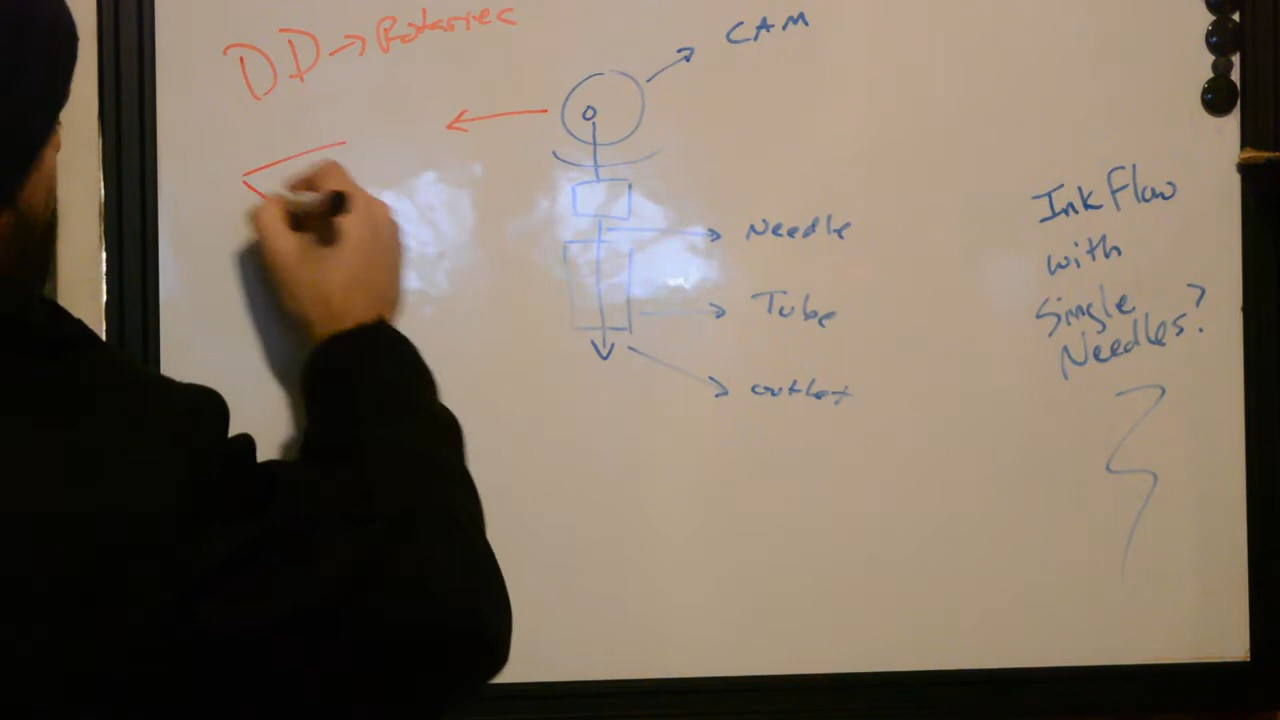 DD → Rotaries
CAM
Needle
Tube
outlet
Ink Flow
with
Single
Needles?